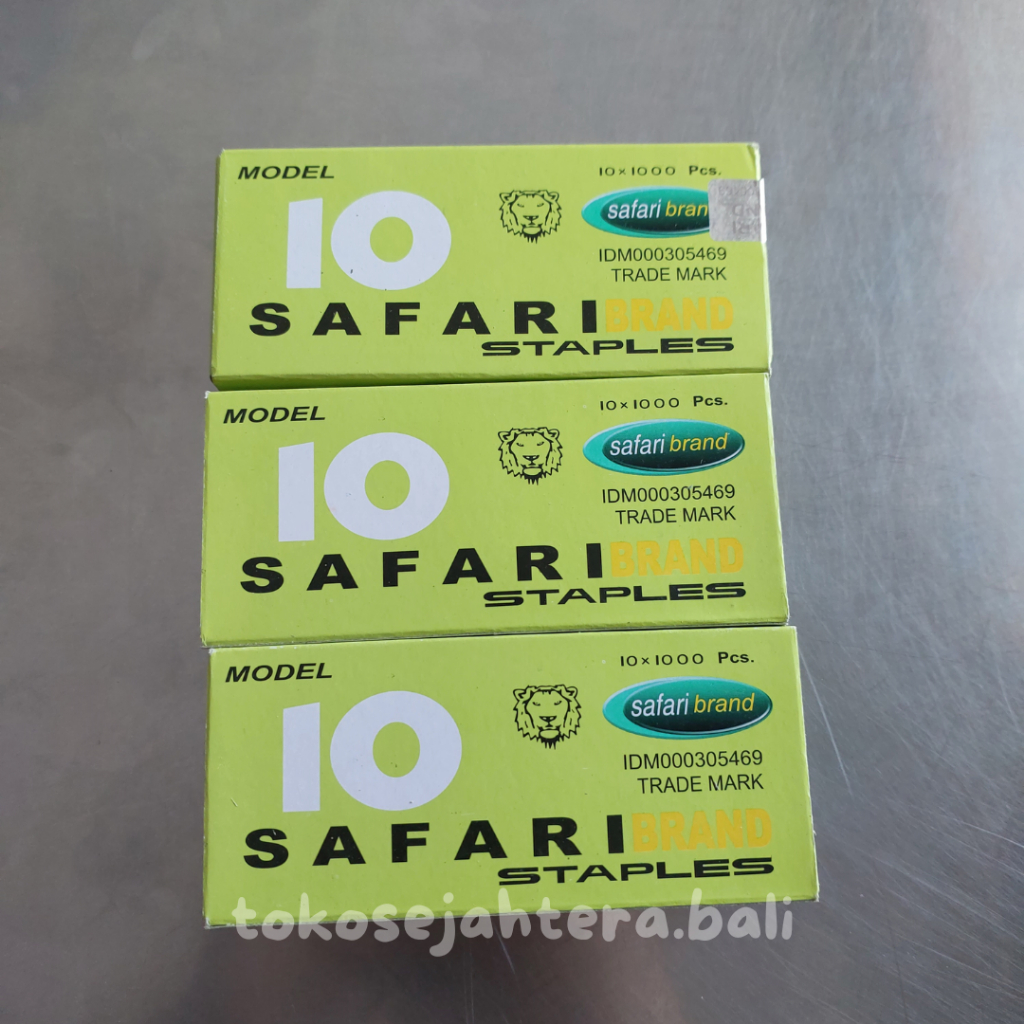 MODEL 10×1000 Pcs.
10
safari bran
IDM000305469
TRADE MARK
SAFARI BRAND
STAPLES
MODEL 10×1000 Pcs.
10
safari brand
IDM000305469
TRADE MARK
SAFARI BRAND
STAPLES
MODEL 10×1000 Pcs.
10
safari brand
IDM000305469
TRADE MARK
SAFARI BRAND
STAPLES
tokosejahtera.bali